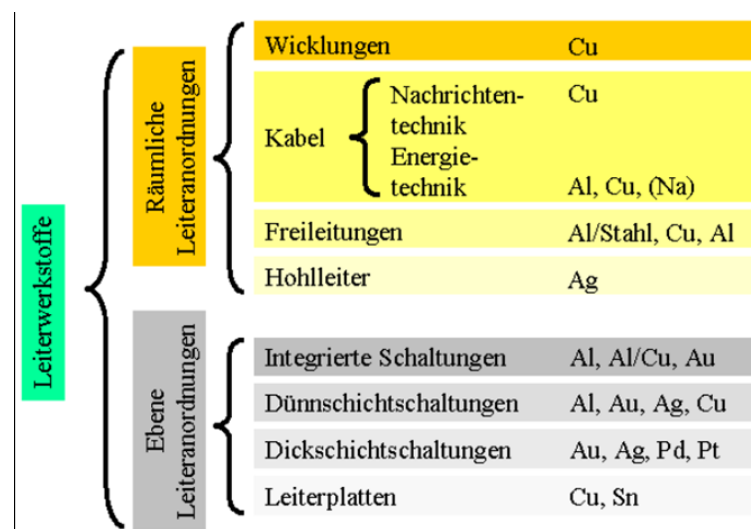 Leiterwerkstoffe
Räumliche
Leiteranordnungen
Wicklungen Cu
Kabel
Nachrichten-
technik
Cu
Energie-
technik
Al, Cu, (Na)
Freileitungen Al/Stahl, Cu, Al
Hohlleiter Ag
Ebene
Leiteranordnungen
Integrierte Schaltungen Al, Al/Cu, Au
Dünnschichtschaltungen Al, Au, Ag, Cu
Dickschichtschaltungen Au, Ag, Pd, Pt
Leiterplatten Cu, Sn